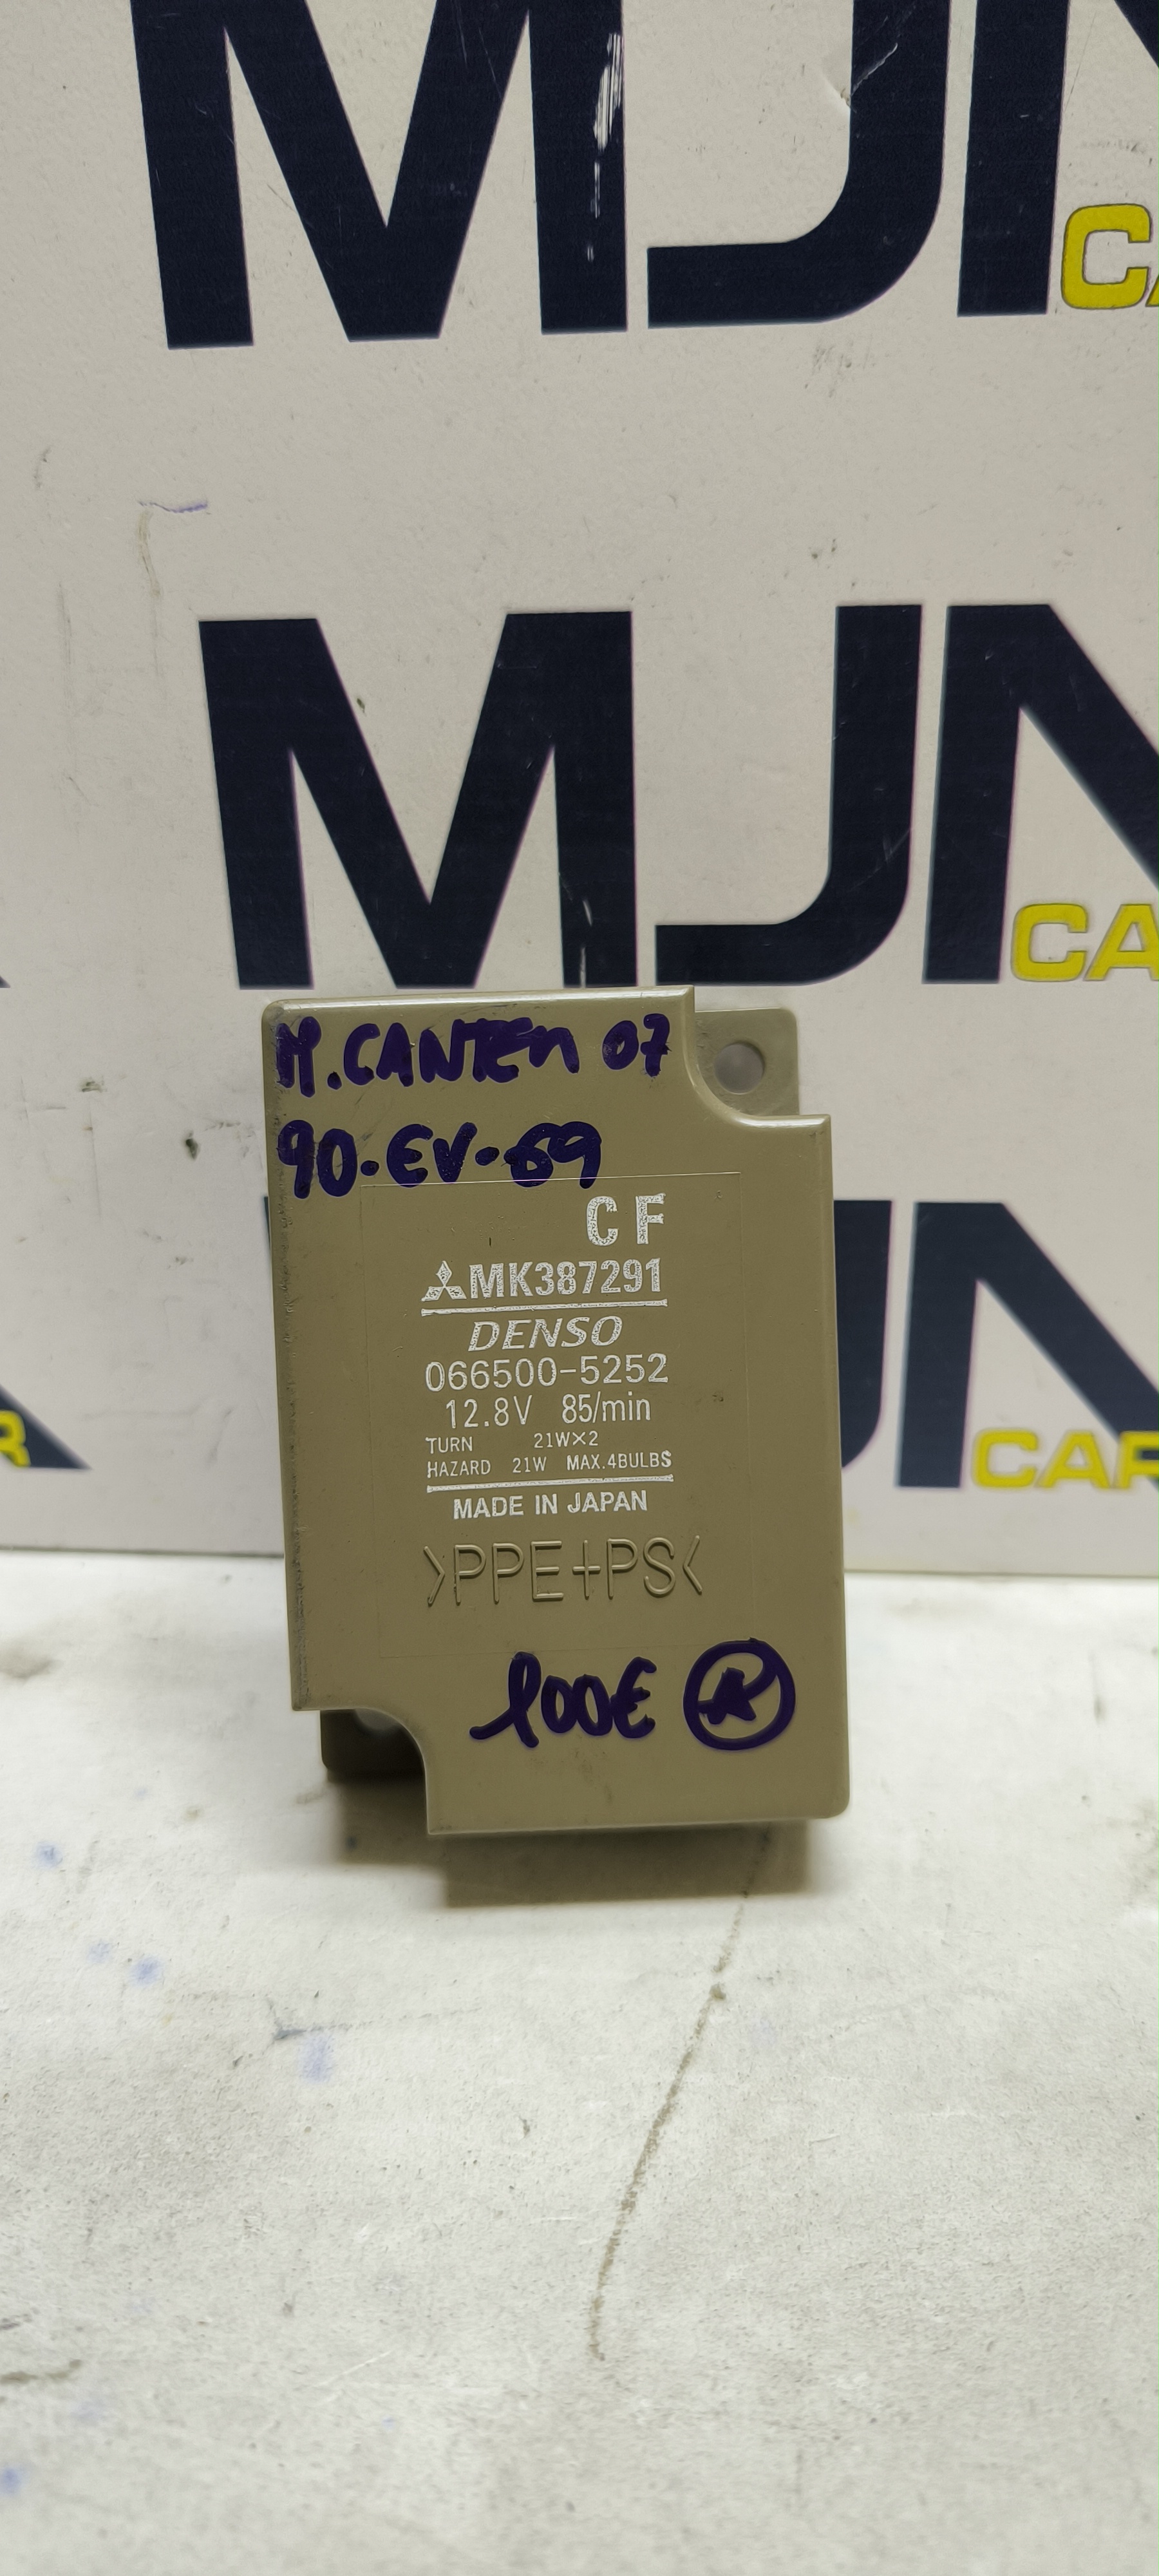 MJN
CA
MJN
CA
M.CANTER 07
90-EV-69
CF
MK387291
DENSO
066500-5252
12.8V 85/min
TURN 21W×2
HAZARD 21W MAX.4BULBS
MADE IN JAPAN
>PPE+PS<
100€ R
R
CAR